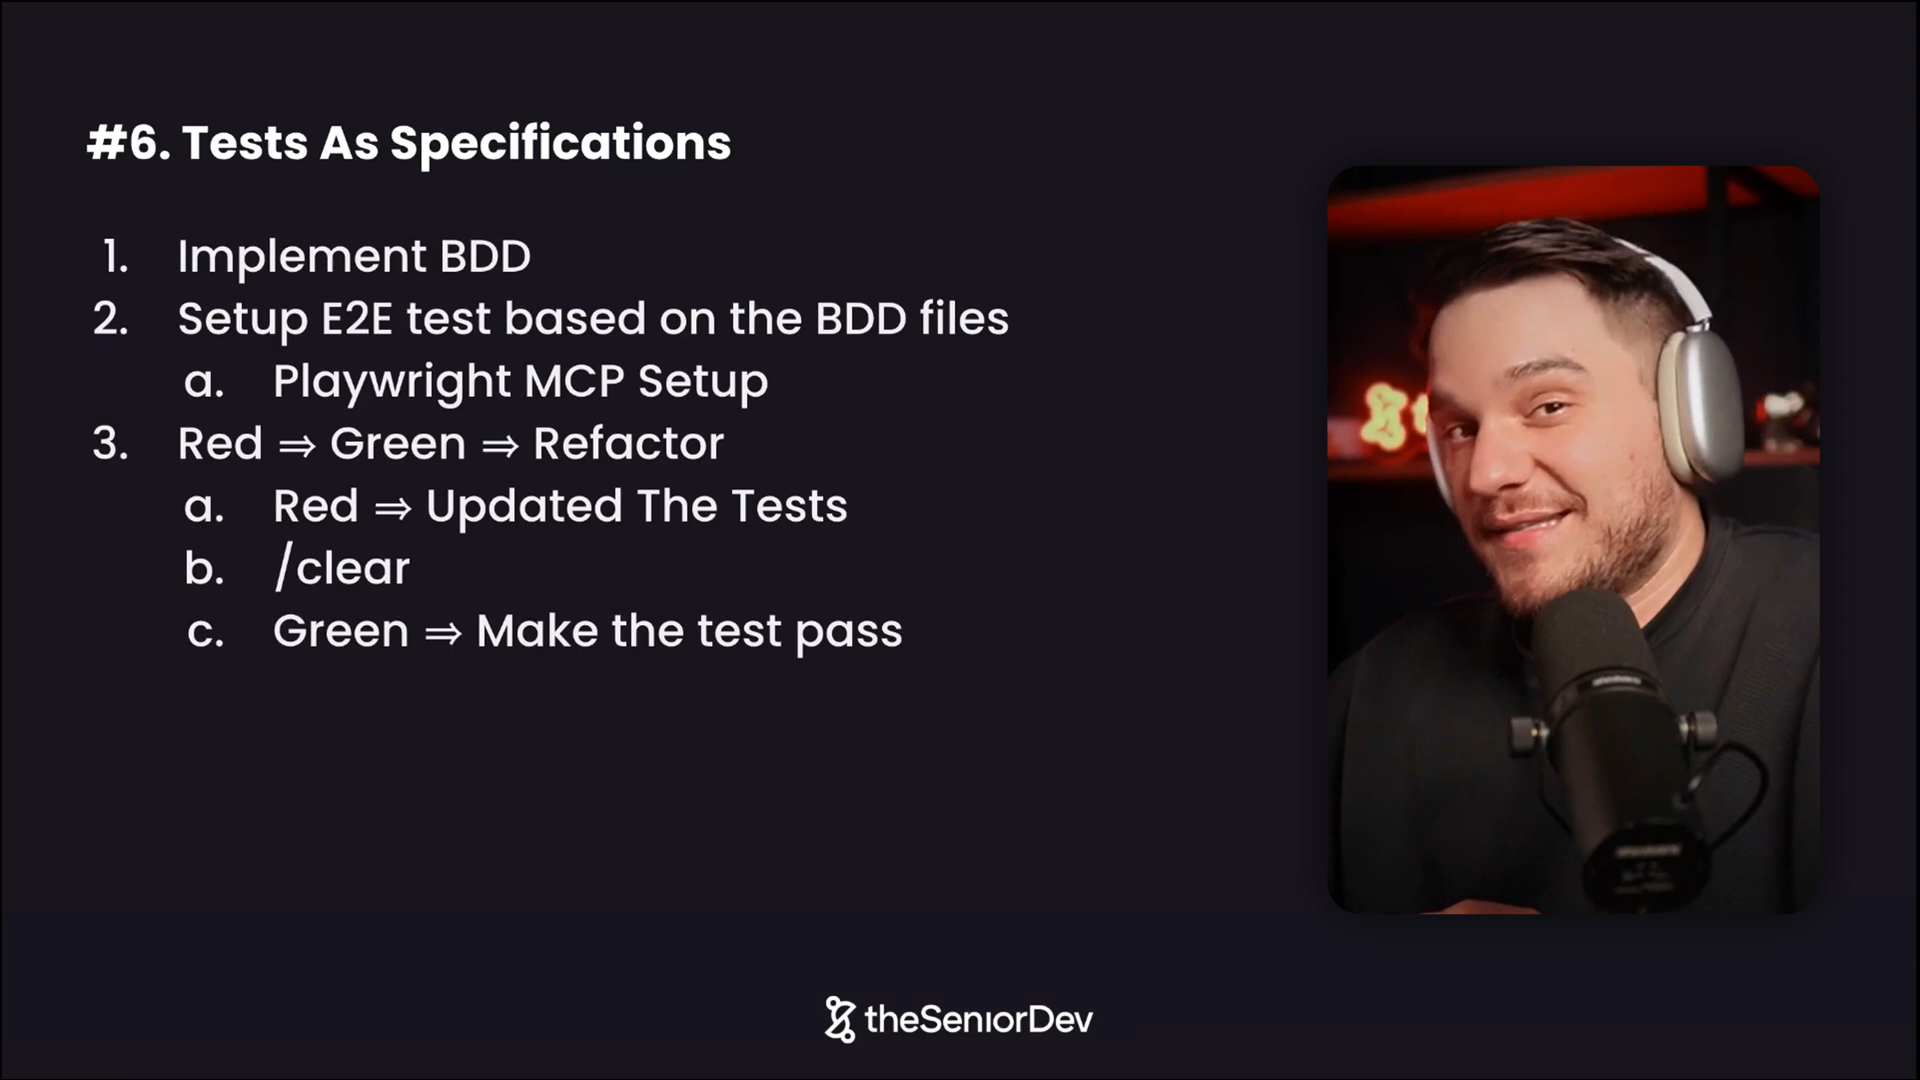 #6. Tests As Specifications
1. Implement BDD
2. Setup E2E test based on the BDD files
a. Playwright MCP Setup
3. Red ⇒ Green ⇒ Refactor
a. Red ⇒ Updated The Tests
b. /clear
c. Green ⇒ Make the test pass
theSeniorDev